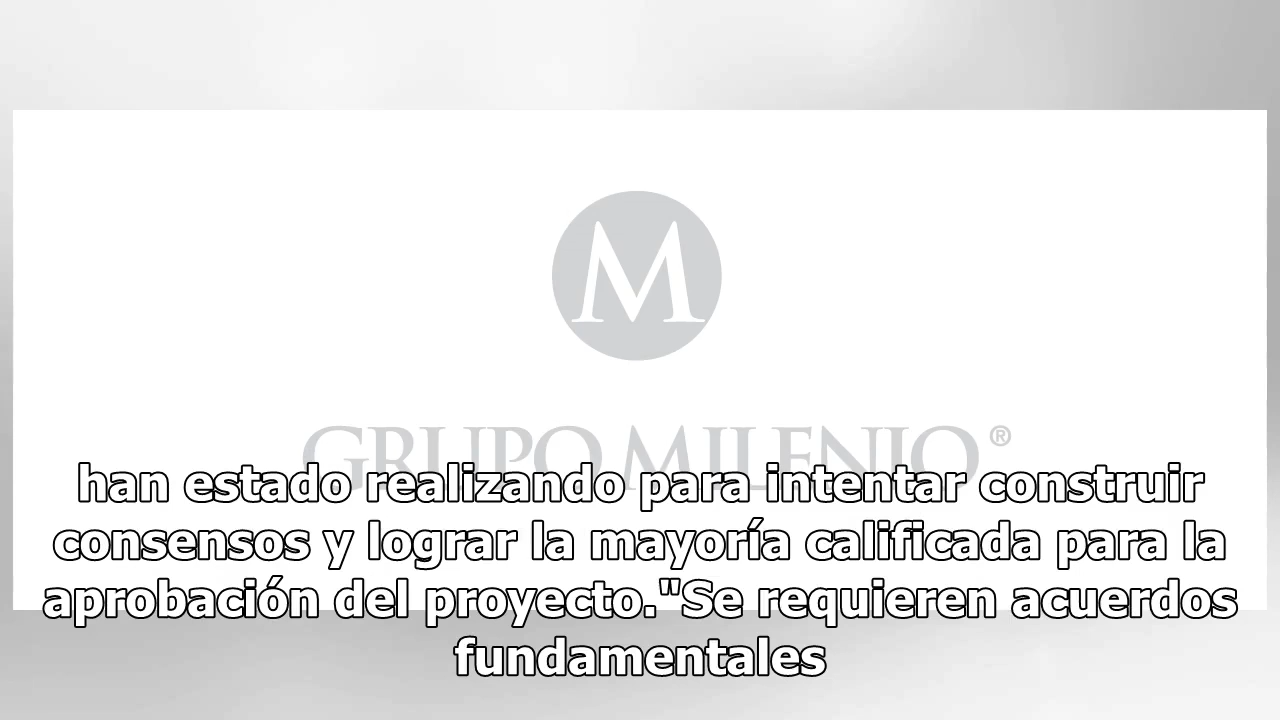 M
GRUPO MILENIO®
han estado realizando para intentar construir
consensos y lograr la mayoría calificada para la
aprobación del proyecto."Se requieren acuerdos
fundamentales